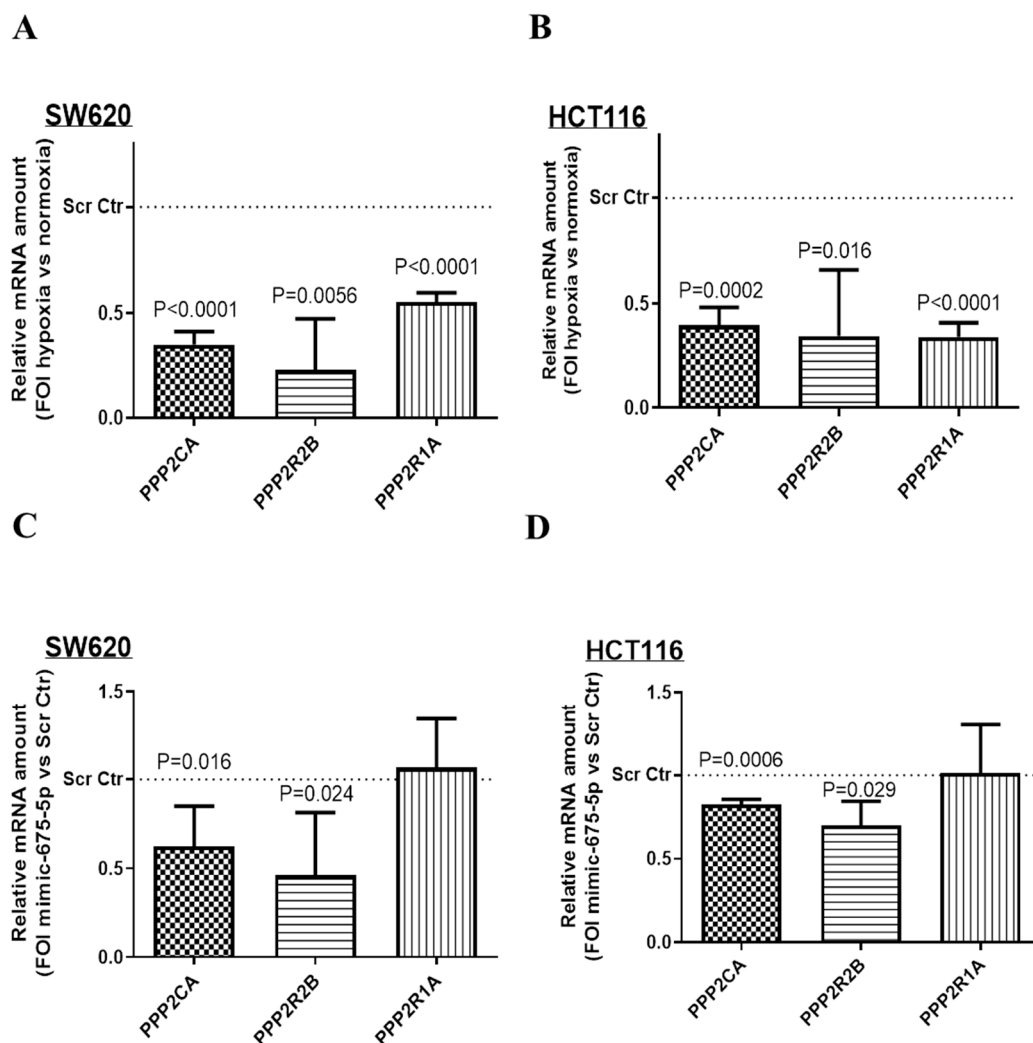 A
SW620
Relative mRNA amount
(FOI hypoxia vs normoxia)
Scr Ctr
0.5
0.0
P<0.0001
P=0.0056
P<0.0001
PPP2CA
PPP2R2B
PPP2R1A
B
HCT116
Relative mRNA amount
(FOI hypoxia vs normoxia)
Scr Ctr
0.5
0.0
P=0.0002
P=0.016
P<0.0001
PPP2CA
PPP2R2B
PPP2R1A
C
SW620
Relative mRNA amount
(FOI mimic-675-5p vs Scr Ctr)
1.5
Scr Ctr
0.5
0.0
P=0.016
P=0.024
PPP2CA
PPP2R2B
PPP2R1A
D
HCT116
Relative mRNA amount
(FOI mimic-675-5p vs Scr Ctr)
1.5
Scr Ctr
0.5
0.0
P=0.0006
P=0.029
PPP2CA
PPP2R2B
PPP2R1A